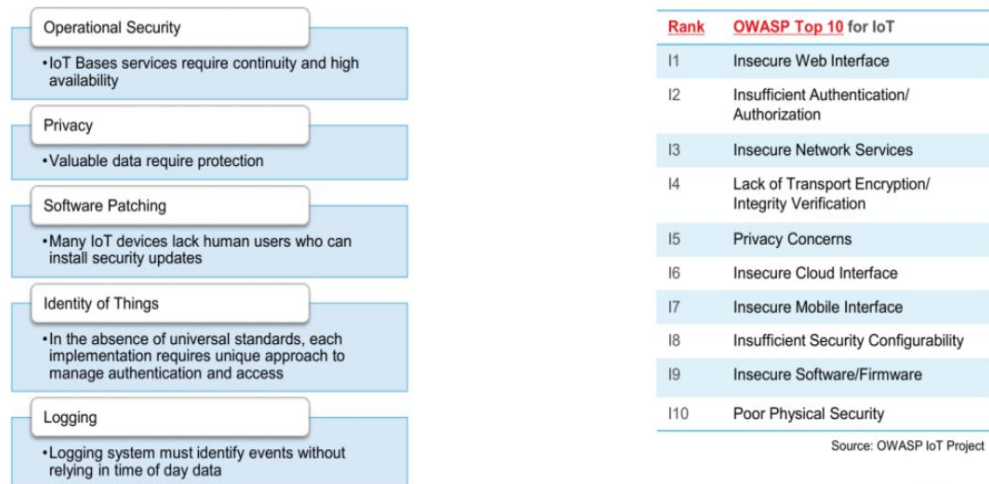 Operational Security
•IoT Bases services require continuity and high
availability
Privacy
•Valuable data require protection
Software Patching
•Many IoT devices lack human users who can
install security updates
Identity of Things
•In the absence of universal standards, each
implementation requires unique approach to
manage authentication and access
Logging
•Logging system must identify events without
relying in time of day data
Rank OWASP Top 10 for IoT
I1 Insecure Web Interface
I2 Insufficient Authentication/
Authorization
I3 Insecure Network Services
I4 Lack of Transport Encryption/
Integrity Verification
I5 Privacy Concerns
I6 Insecure Cloud Interface
I7 Insecure Mobile Interface
I8 Insufficient Security Configurability
I9 Insecure Software/Firmware
I10 Poor Physical Security
Source: OWASP IoT Project